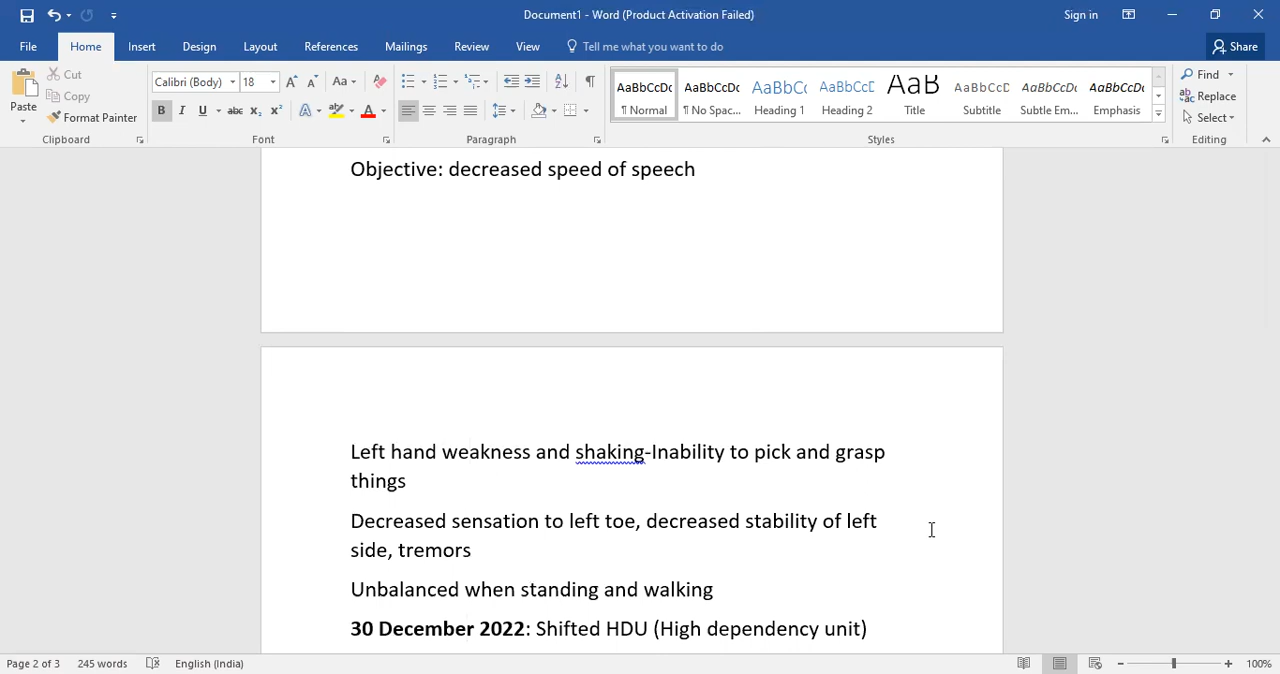 Document1 - Word (Product Activation Failed)
Sign in
File Home Insert Design Layout References Mailings Review View Tell me what you want to do
Share
Paste
Cut
Copy
Format Painter
Clipboard
Calibri (Body) 18
Aa
B I U abc x₂ x²
A A
Font
Paragraph
AaBbCcDc AaBbCcDc AaBbCc AaBbCcE AaB AaBbCcD AaBbCcDc AaBbCcDc
¶ Normal ¶ No Spac... Heading 1 Heading 2 Title Subtitle Subtle Em... Emphasis
Styles
Find
Replace
Select
Editing
Objective: decreased speed of speech
Left hand weakness and shaking-Inability to pick and grasp
things
Decreased sensation to left toe, decreased stability of left
side, tremors
Unbalanced when standing and walking
30 December 2022: Shifted HDU (High dependency unit)
Page 2 of 3 245 words English (India)
100%